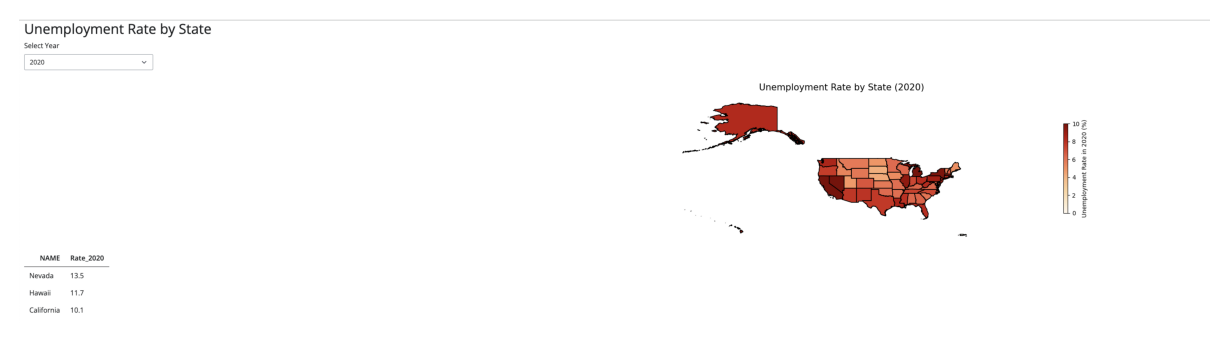 Unemployment Rate by State
Select Year
2020
Unemployment Rate by State (2020)
10
8
6
4
2
0
Unemployment Rate in 2020 (%)
NAME Rate_2020
Nevada 13.5
Hawaii 11.7
California 10.1